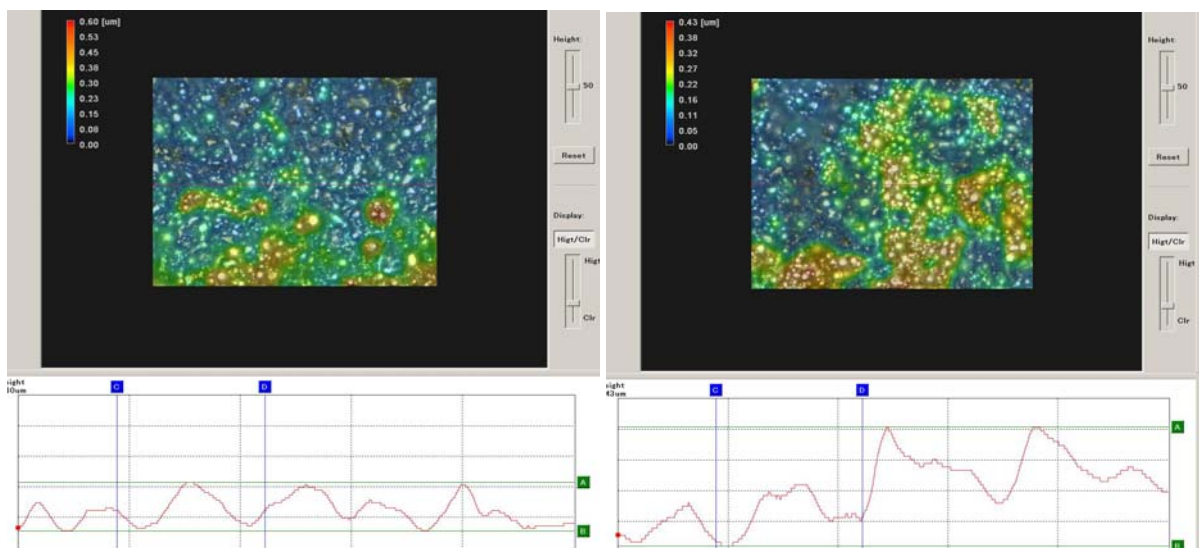 0.60 [um]
0.53
0.45
0.38
0.30
0.23
0.15
0.08
0.00
Height:
50
Reset
Display:
Higt/Clr
Higt
Clr
ight
C
D
A
B
0.43 [um]
0.38
0.32
0.27
0.22
0.16
0.11
0.05
0.00
Height:
50
Reset
Display:
Higt/Clr
Higt
Clr
eight
C
D
A
B